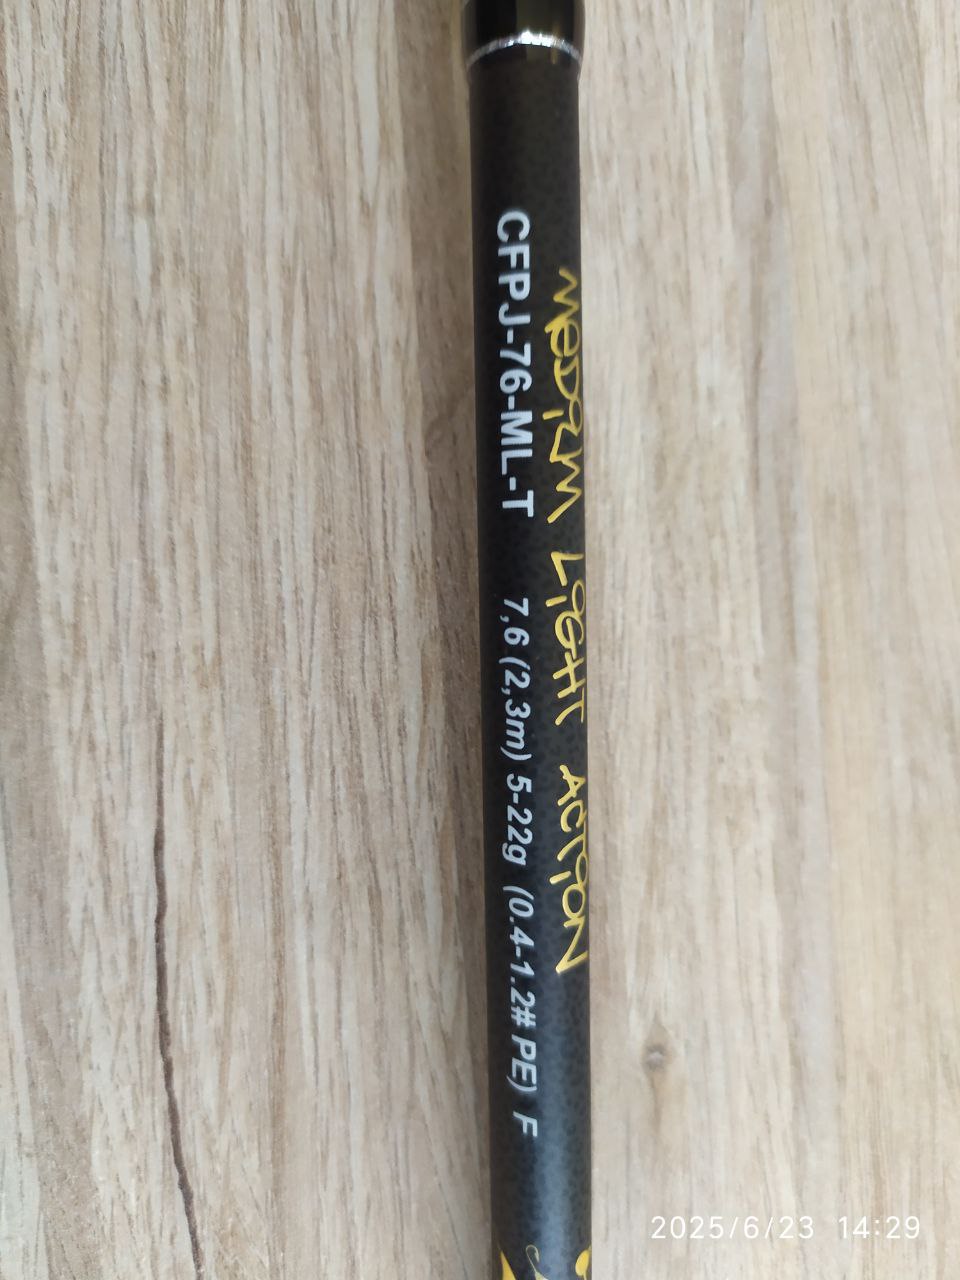 MEDIUM LIGHT ACTION
CFPJ-76-ML-T 7,6 (2,3m) 5-22g (0.4-1.2# PE) F
2025/6/23 14:29